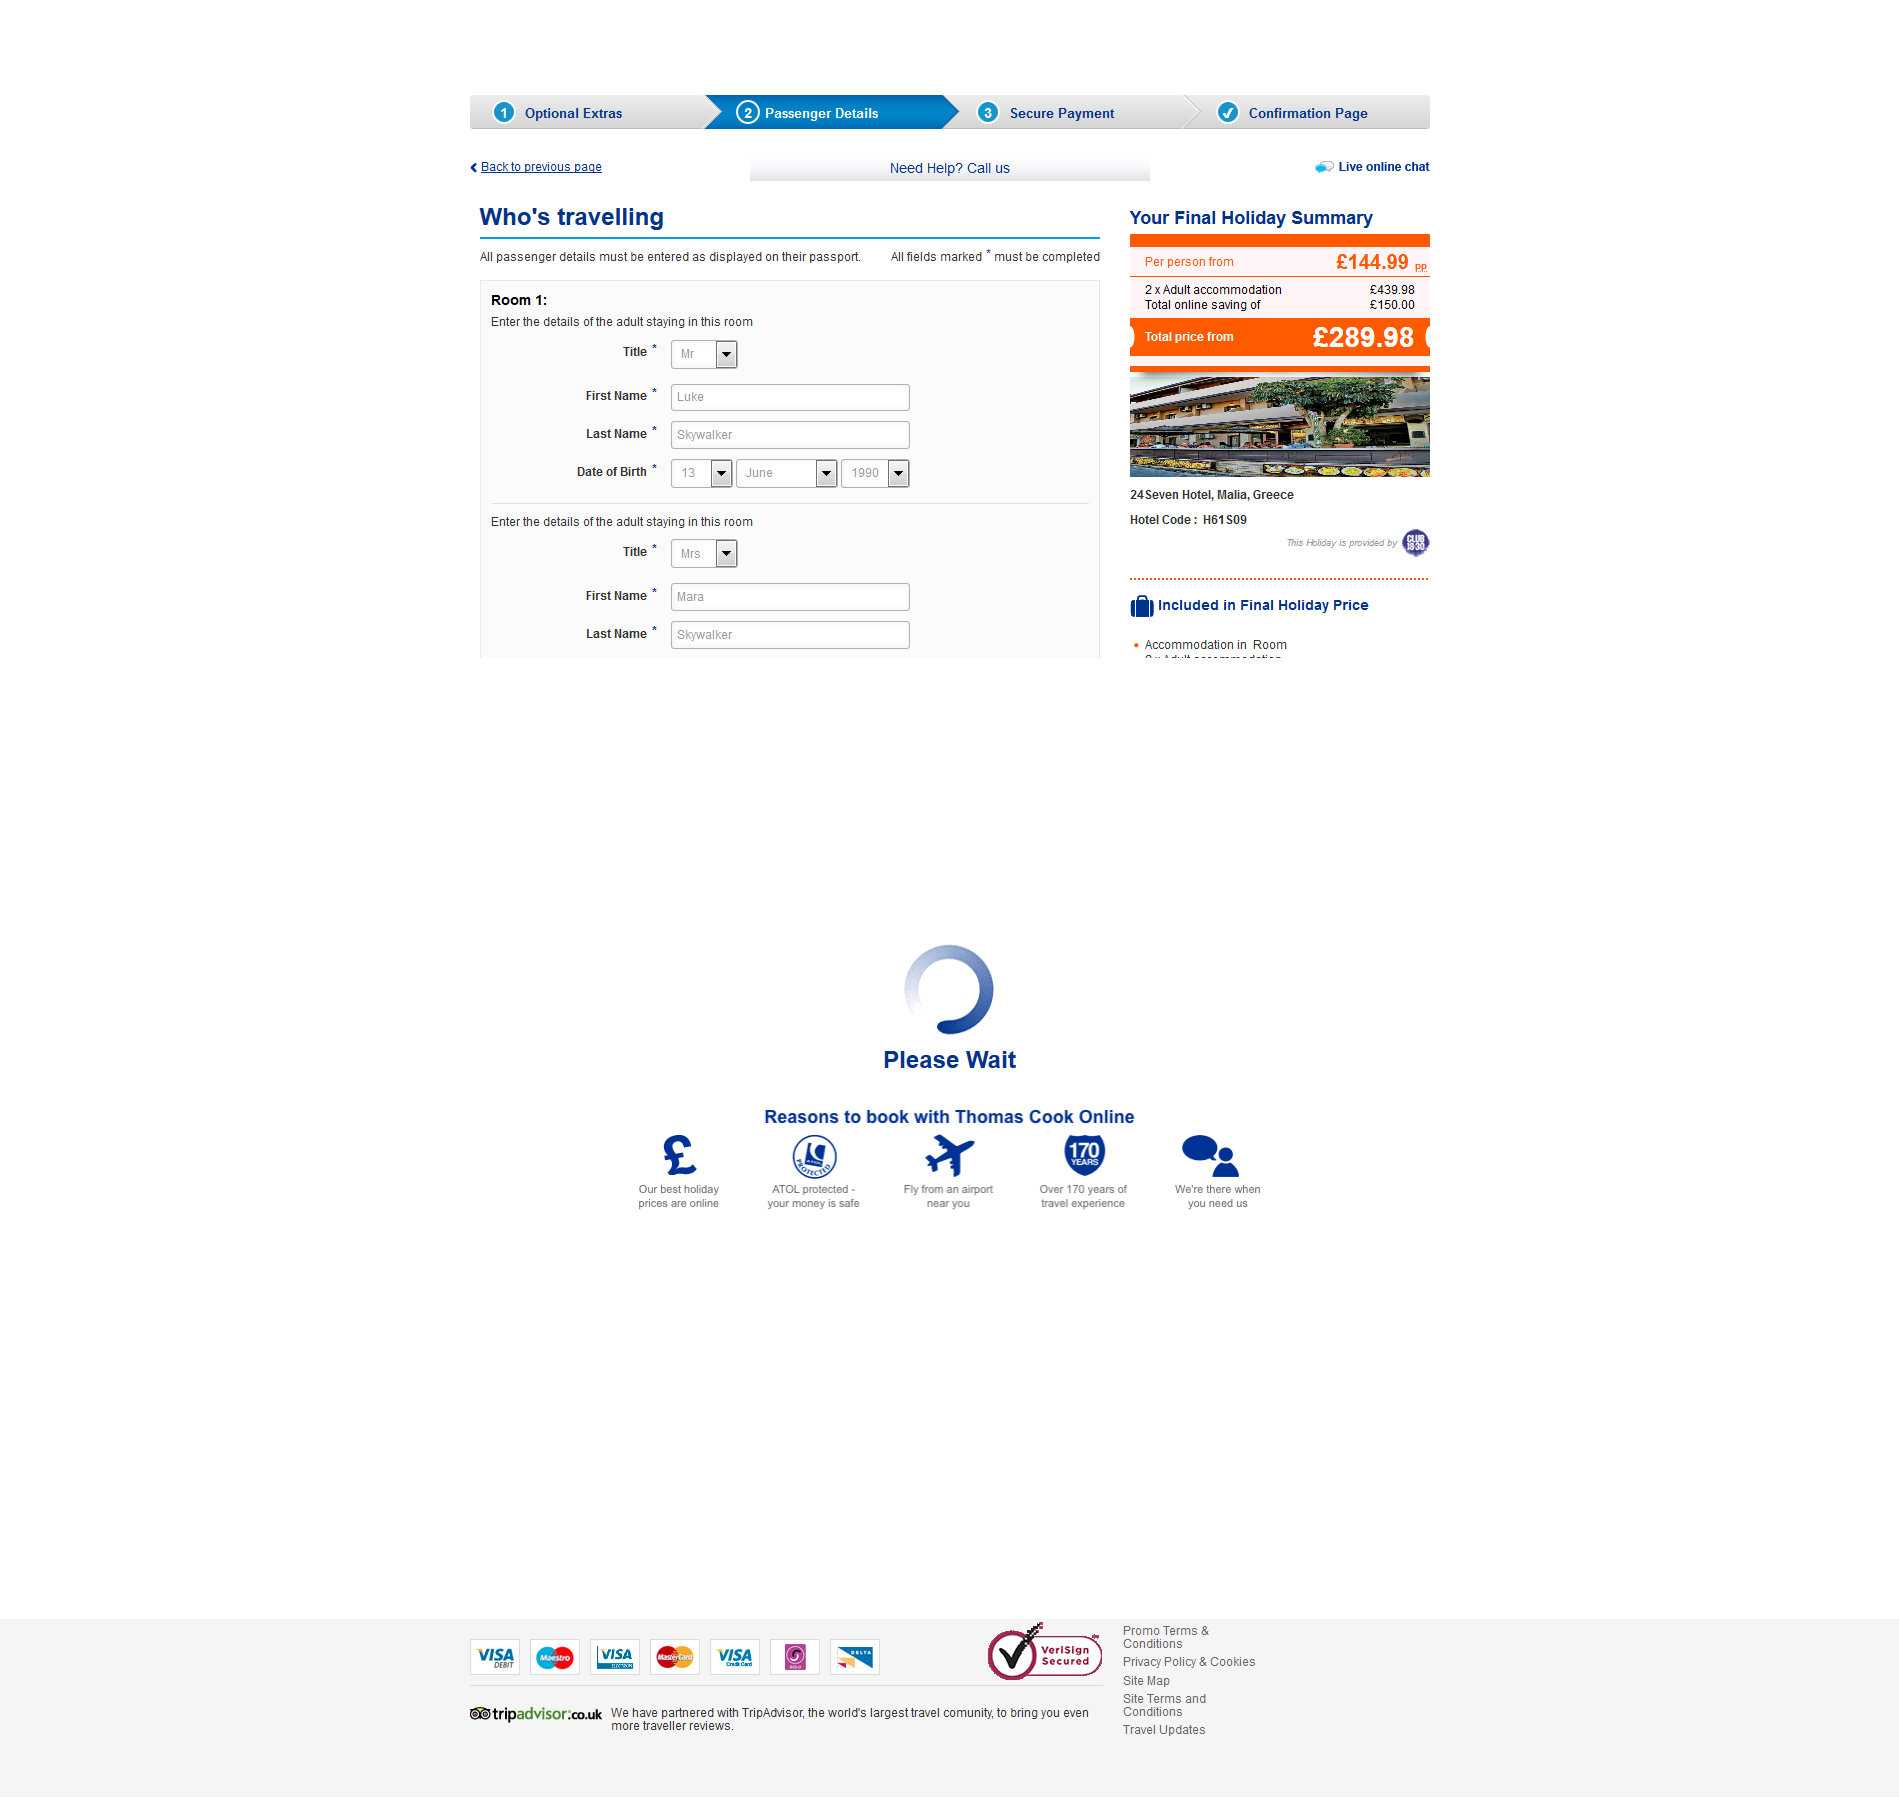 1 Optional Extras
2 Passenger Details
3 Secure Payment
Confirmation Page
Back to previous page
Need Help? Call us
Live online chat
Who's travelling
All passenger details must be entered as displayed on their passport.
All fields marked * must be completed
Room 1:
Enter the details of the adult staying in this room
Title * Mr
First Name * Luke
Last Name * Skywalker
Date of Birth * 13 June 1990
Enter the details of the adult staying in this room
Title * Mrs
First Name * Mara
Last Name * Skywalker
Your Final Holiday Summary
Per person from £144.99 pp
2 x Adult accommodation £439.98
Total online saving of £150.00
Total price from £289.98
24Seven Hotel, Malia, Greece
Hotel Code : H61S09
This Holiday is provided by CLUB 18-30
Included in Final Holiday Price
Accommodation in Room
2 x Adult accommodation
Please Wait
Reasons to book with Thomas Cook Online
Our best holiday
prices are online
ATOL PROTECTED
ATOL protected -
your money is safe
Fly from an airport
near you
170
YEARS
Over 170 years of
travel experience
We're there when
you need us
VISA DEBIT
Maestro
VISA ELECTRON
MasterCard
VISA Credit Card
SOLO
DELTA
VeriSign
Secured
tripadvisor.co.uk
We have partnered with TripAdvisor, the world's largest travel comunity, to bring you even
more traveller reviews.
Promo Terms &
Conditions
Privacy Policy & Cookies
Site Map
Site Terms and
Conditions
Travel Updates